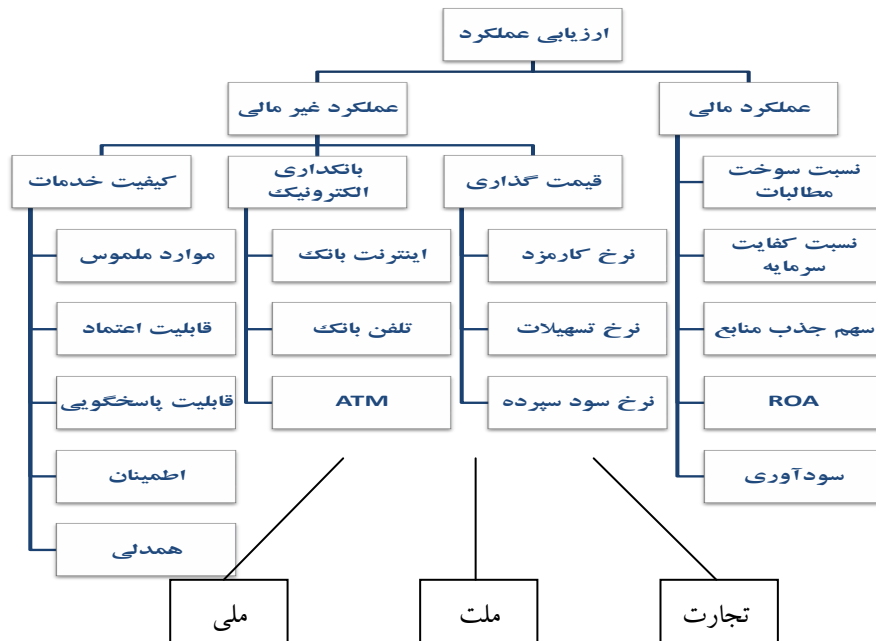 ارزیابی عملکرد
عملکرد مالی
عملکرد غیر مالی
نسبت سوخت
مطالبات
نسبت کفایت
سرمایه
سهم جذب منابع
ROA
سودآوری
قیمت گذاری
نرخ کارمزد
نرخ تسهیلات
نرخ سود سپرده
بانکداری
الکترونیک
اینترنت بانک
تلفن بانک
ATM
کیفیت خدمات
موارد ملموس
قابلیت اعتماد
قابلیت پاسخگویی
اطمینان
همدلی
تجارت
ملت
ملی